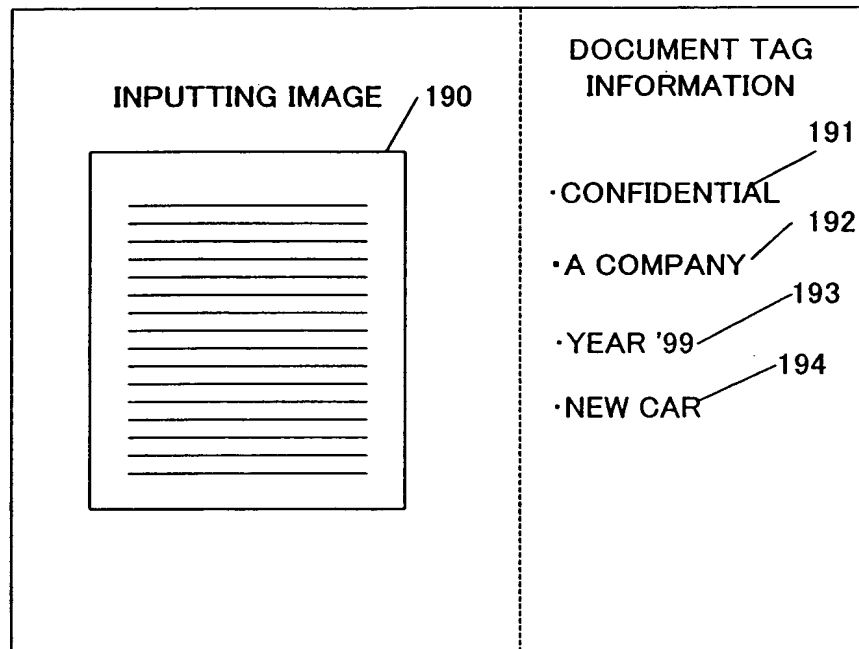 INPUTTING IMAGE
190
DOCUMENT TAG
INFORMATION
191
·CONFIDENTIAL
192
·A COMPANY
193
·YEAR '99
194
·NEW CAR